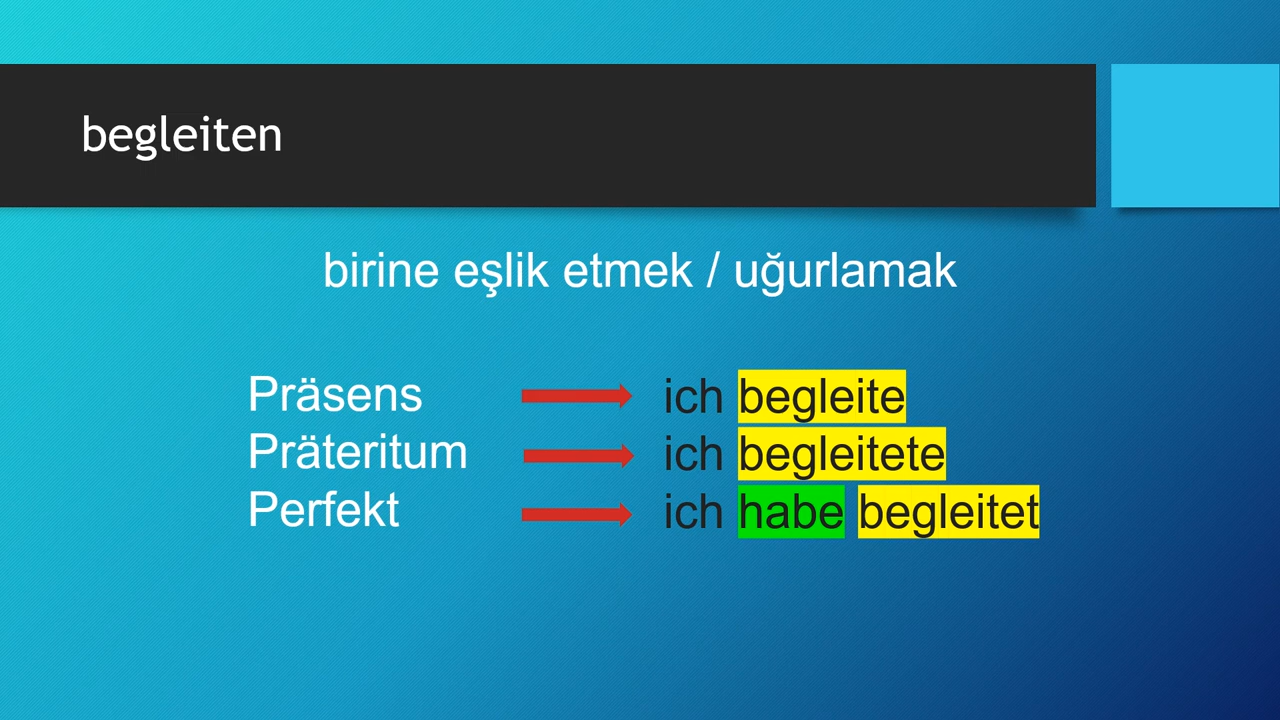 begleiten
birine eşlik etmek / uğurlamak
Präsens ich begleite
Präteritum ich begleitete
Perfekt ich habe begleitet